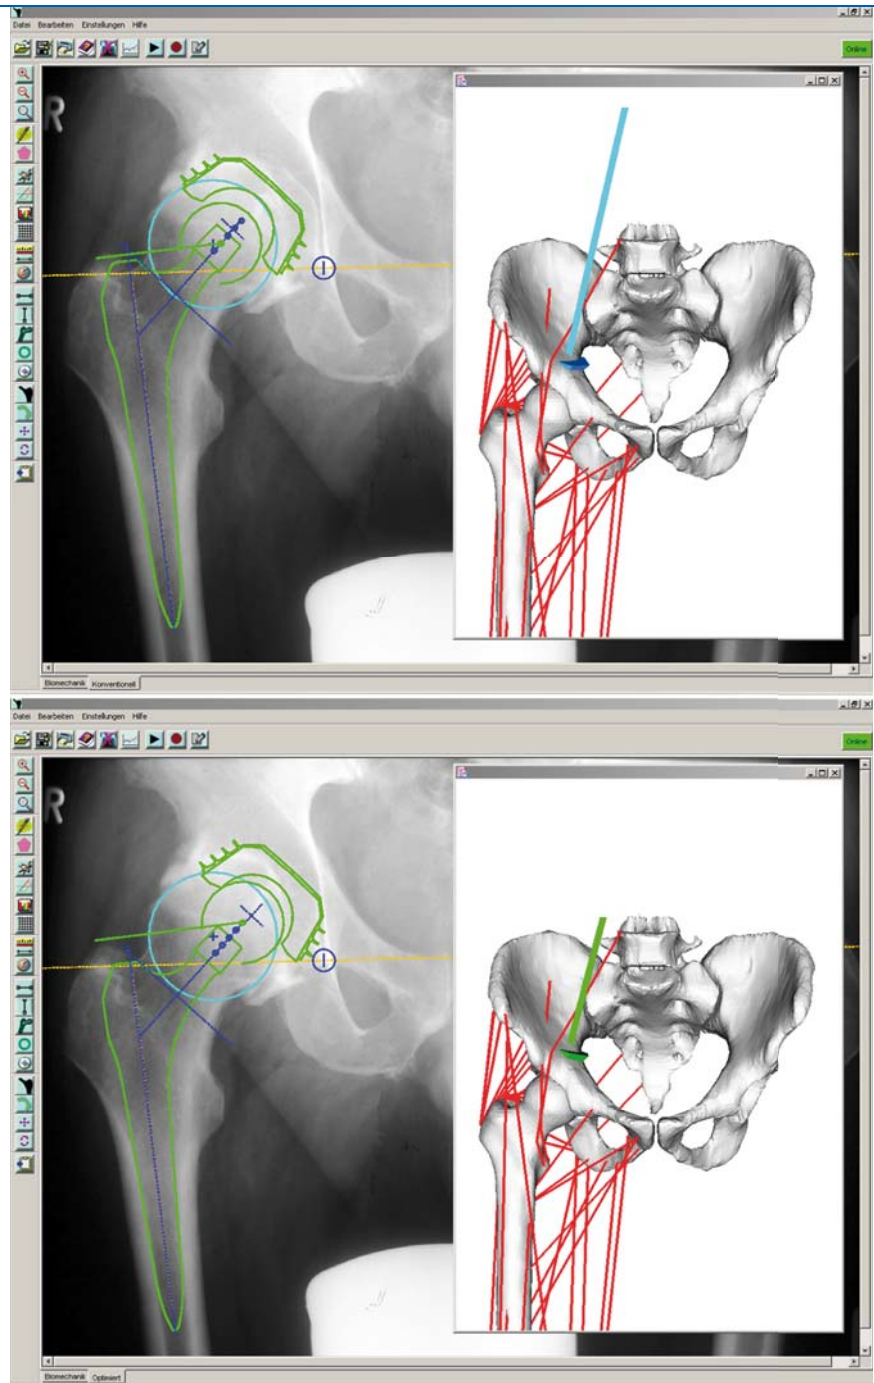 Datei Bearbeiten Einstellungen Hilfe
Online
R
Biomechanik Konventionell
Datei Bearbeiten Einstellungen Hilfe
Online
R
Biomechanik Optimiert